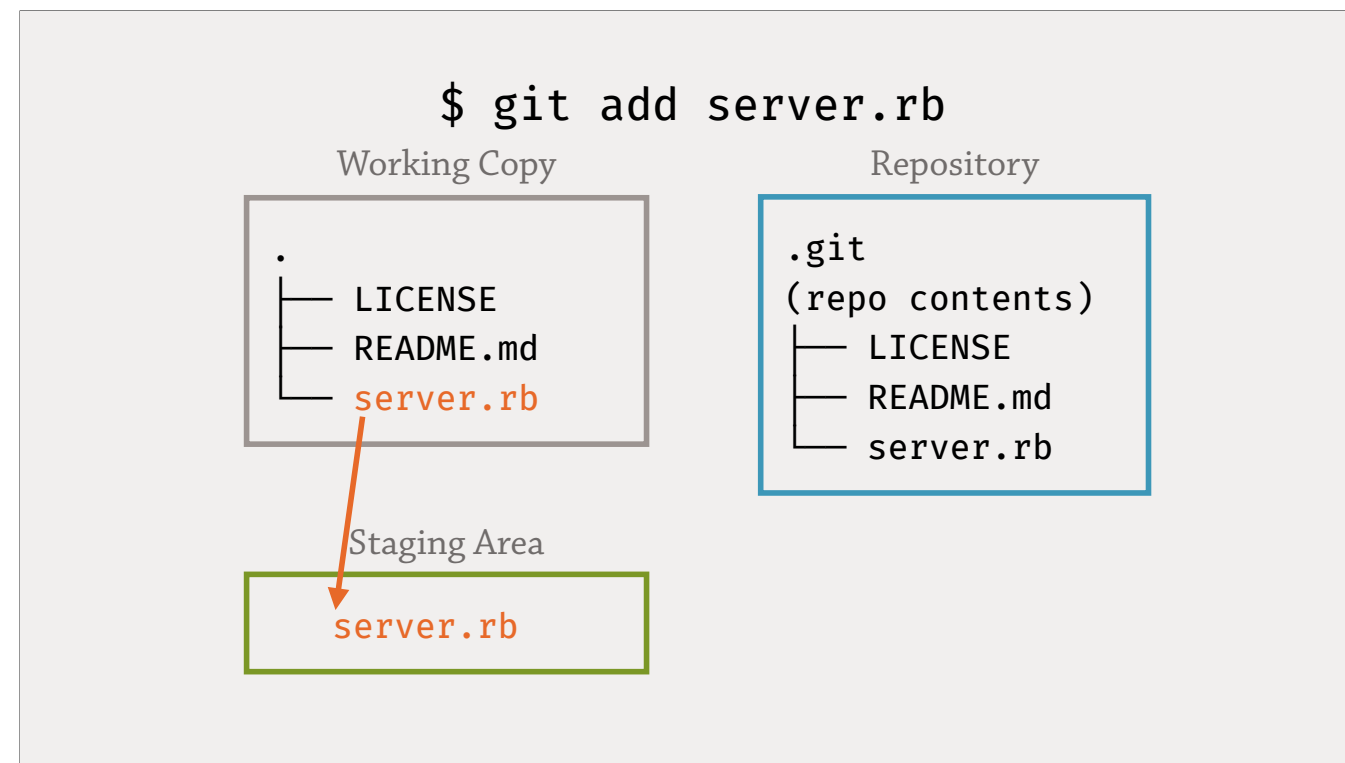 $ git add server.rb
Working Copy
.
├── LICENSE
├── README.md
└── server.rb
Repository
.git
(repo contents)
├── LICENSE
├── README.md
└── server.rb
Staging Area
server.rb